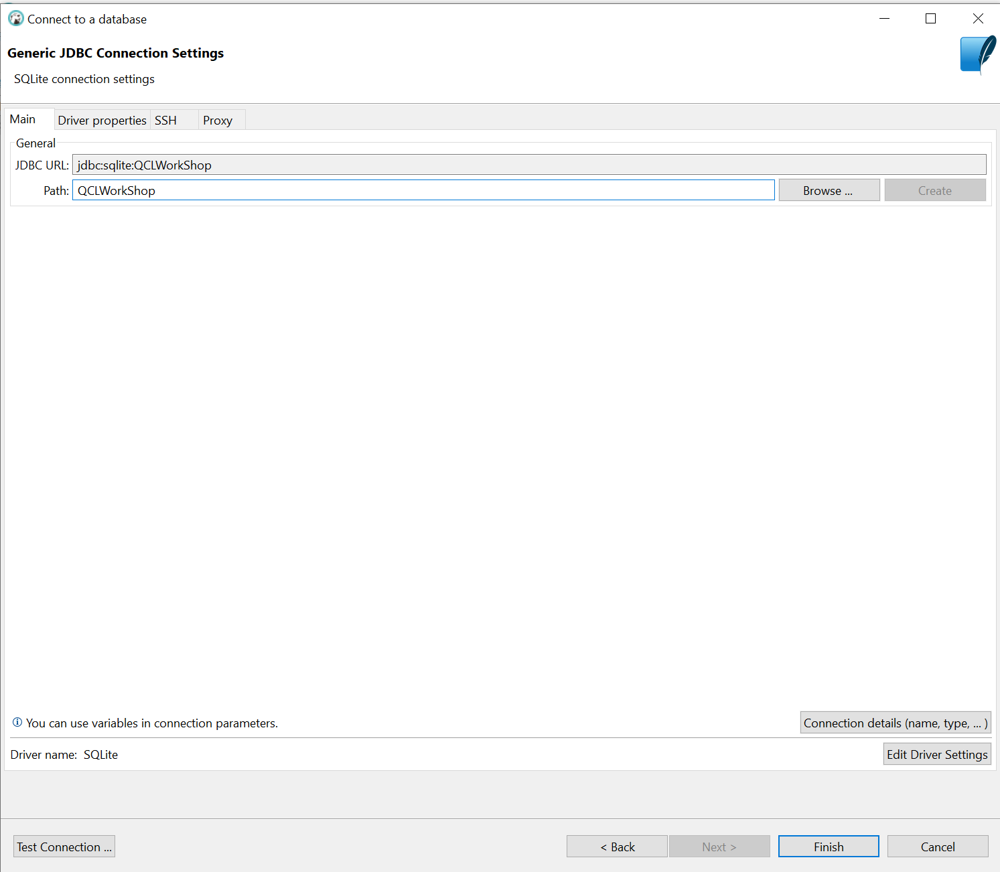 Connect to a database
Generic JDBC Connection Settings
SQLite connection settings
Main Driver properties SSH Proxy
General
JDBC URL: jdbc:sqlite:QCLWorkShop
Path: QCLWorkShop Browse ... Create
You can use variables in connection parameters. Connection details (name, type, ... )
Driver name: SQLite Edit Driver Settings
Test Connection ... < Back Next > Finish Cancel